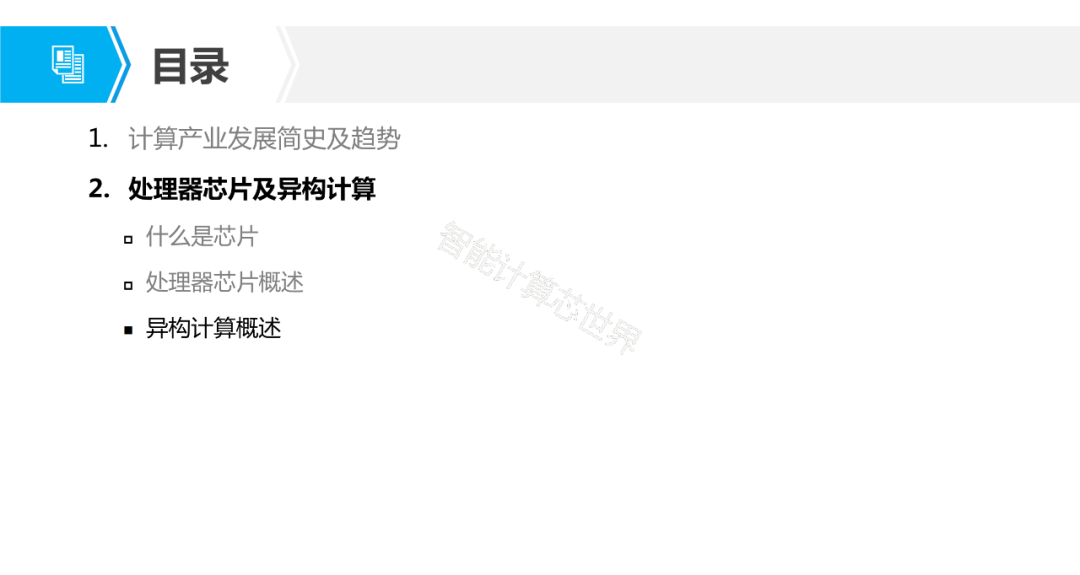 目录
1. 计算产业发展简史及趋势
2. 处理器芯片及异构计算
什么是芯片
处理器芯片概述
异构计算概述
智能计算芯世界